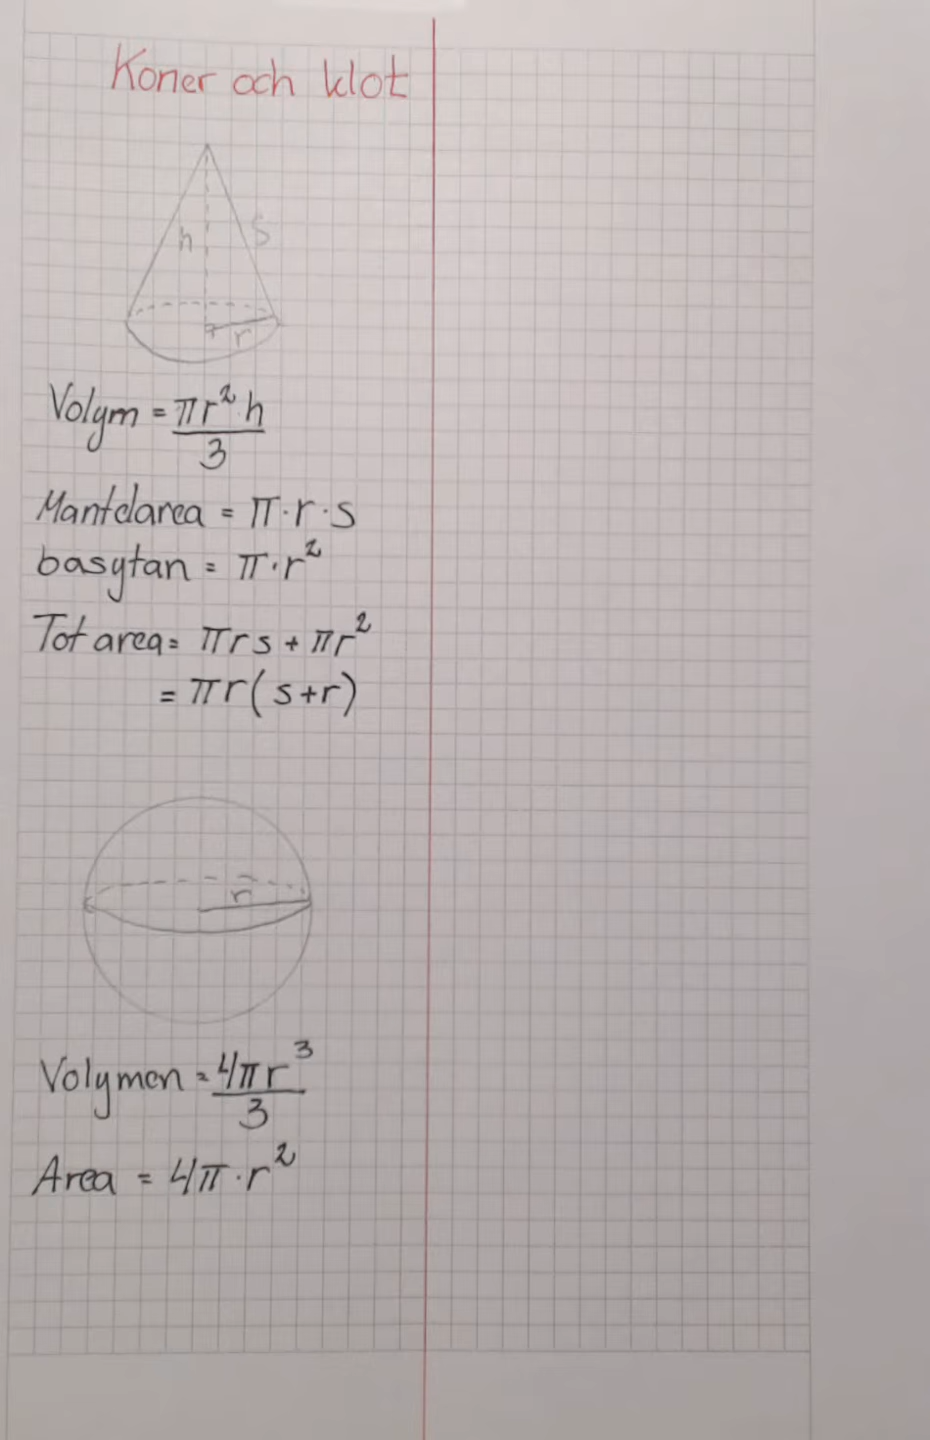 Koner och klot
h
S
r
Volym = πr²·h
3
Mantelarea = π·r·s
basytan = π·r²
Tot area = πrs + πr²
= πr(s+r)
r
Volymen = 4πr³
3
Area = 4π·r²